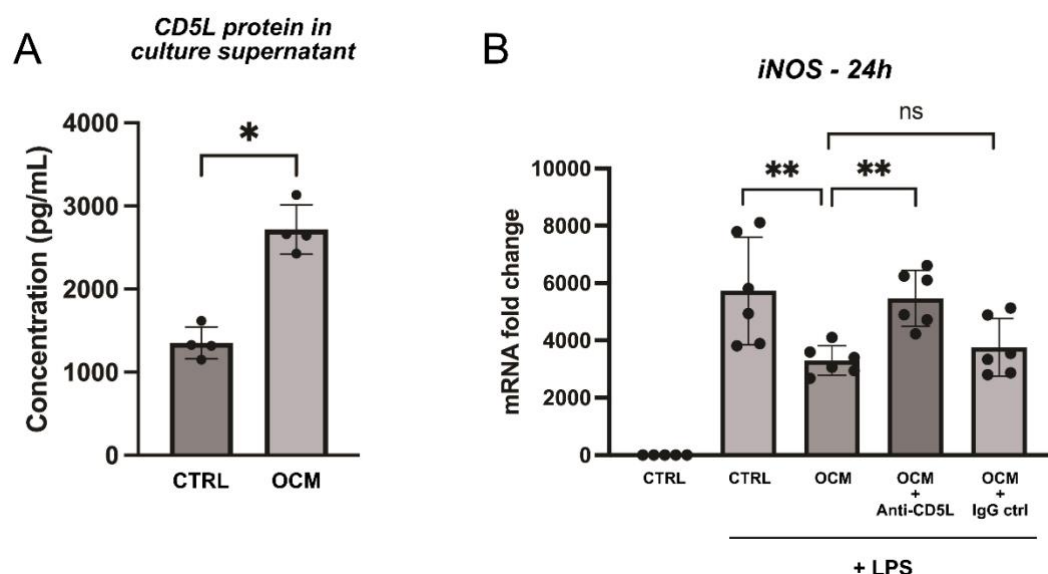 A
CD5L protein in
culture supernatant
Concentration (pg/mL)
4000
3000
2000
1000
0
*
CTRL
OCM
B
iNOS - 24h
mRNA fold change
10000
8000
6000
4000
2000
0
ns
**
**
CTRL
CTRL
OCM
OCM
+
Anti-CD5L
OCM
+
IgG ctrl
+ LPS